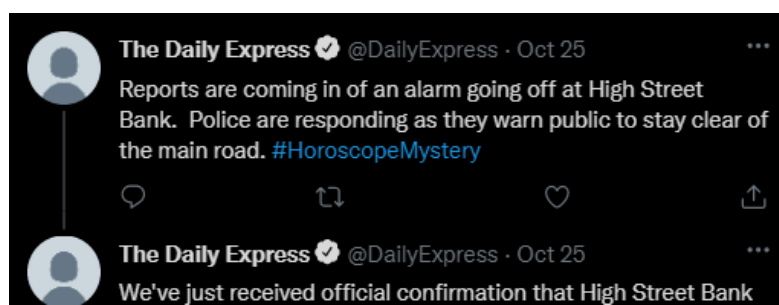 The Daily Express @DailyExpress · Oct 25
Reports are coming in of an alarm going off at High Street
Bank.  Police are responding as they warn public to stay clear of
the main road. #HoroscopeMystery
The Daily Express @DailyExpress · Oct 25
We've just received official confirmation that High Street Bank